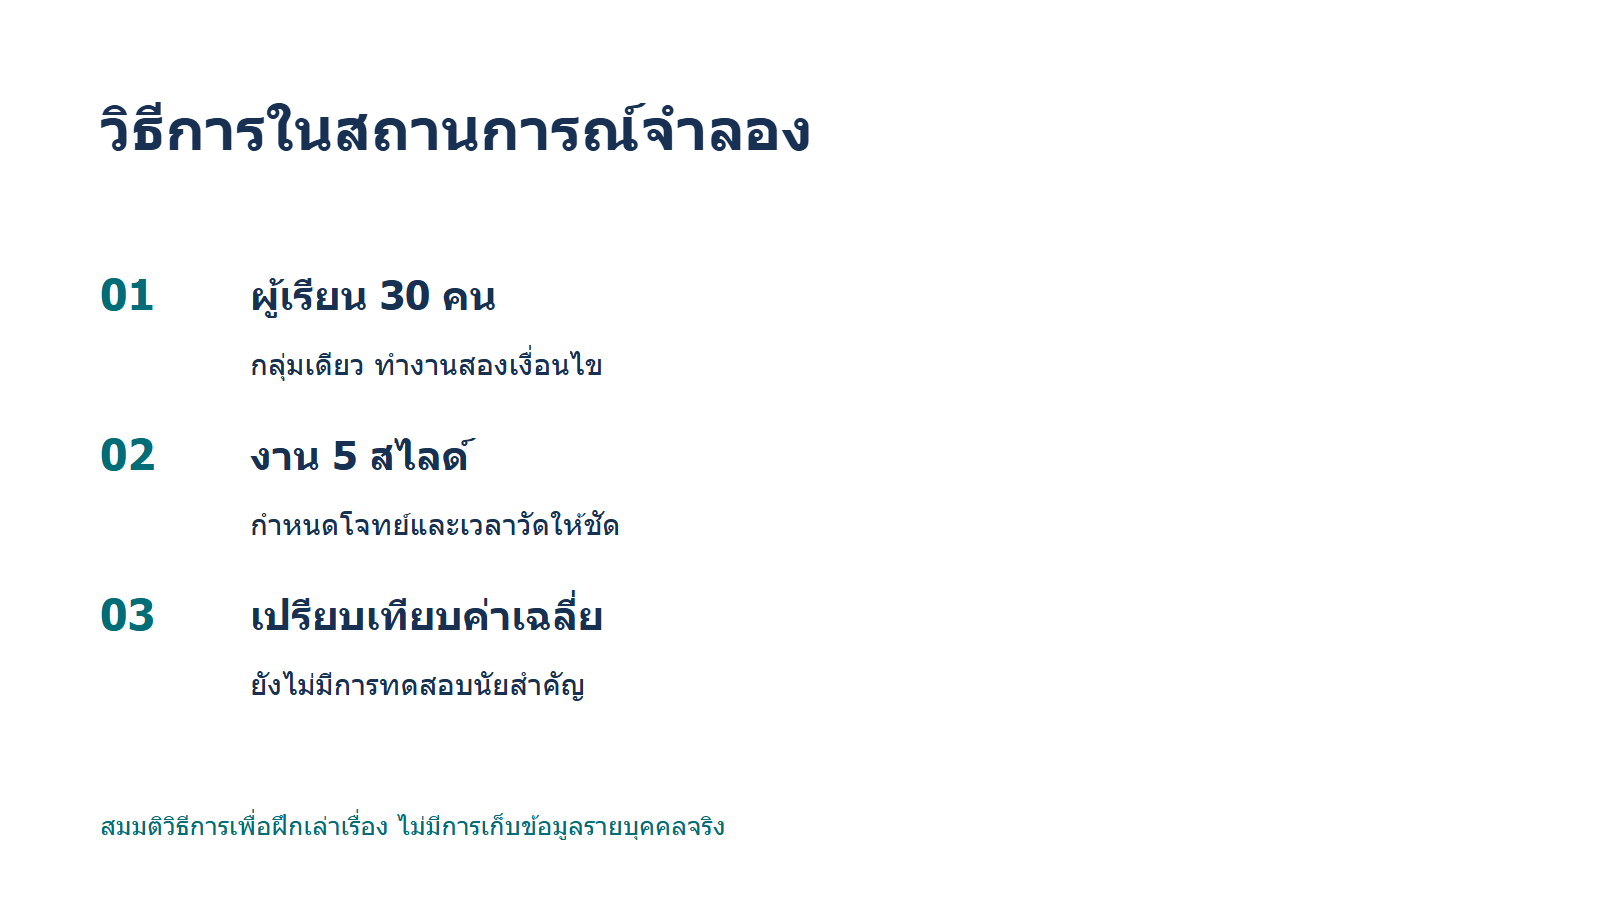 วิธีการในสถานการณ์จำลอง
01 ผู้เรียน 30 คน
กลุ่มเดียว ทำงานสองเงื่อนไข
02 งาน 5 สไลด์
กำหนดโจทย์และเวลาวัดให้ชัด
03 เปรียบเทียบค่าเฉลี่ย
ยังไม่มีการทดสอบนัยสำคัญ
สมมติวิธีการเพื่อฝึกเล่าเรื่อง ไม่มีการเก็บข้อมูลรายบุคคลจริง